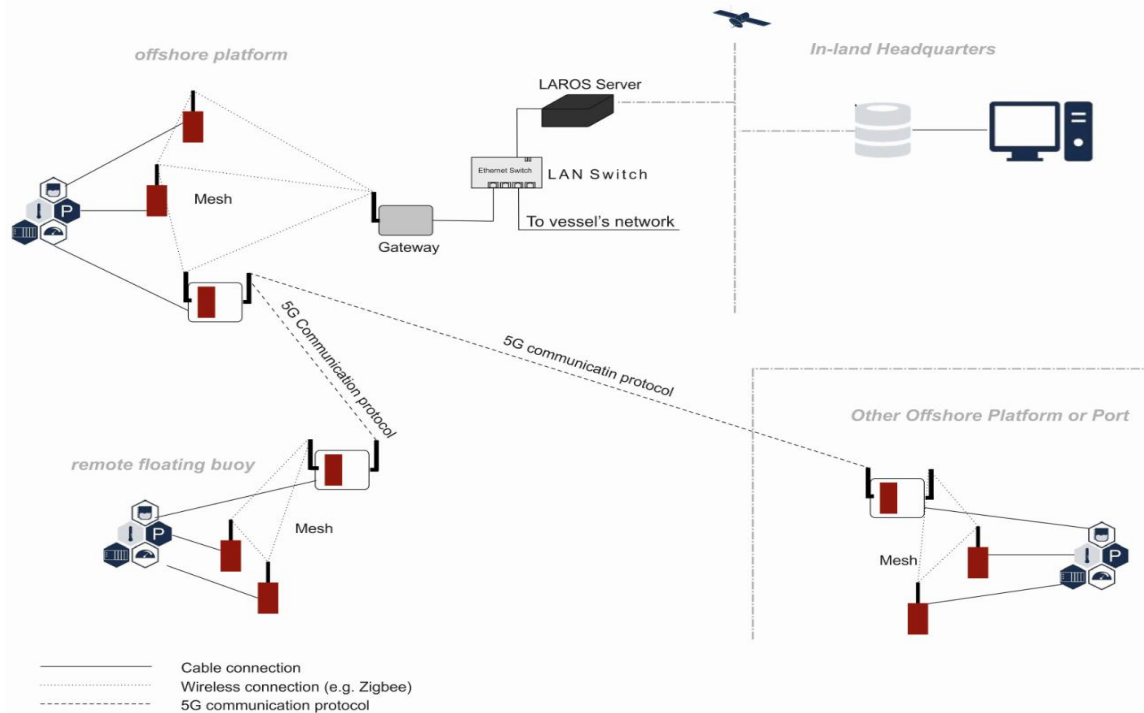 offshore platform
In-land Headquarters
LAROS Server
Ethernet Switch
LAN Switch
Mesh
P
To vessel's network
Gateway
5G Communication protocol
5G communicatin protocol
Other Offshore Platform or Port
remote floating buoy
P
Mesh
Mesh
P
Cable connection
Wireless connection (e.g. Zigbee)
5G communication protocol